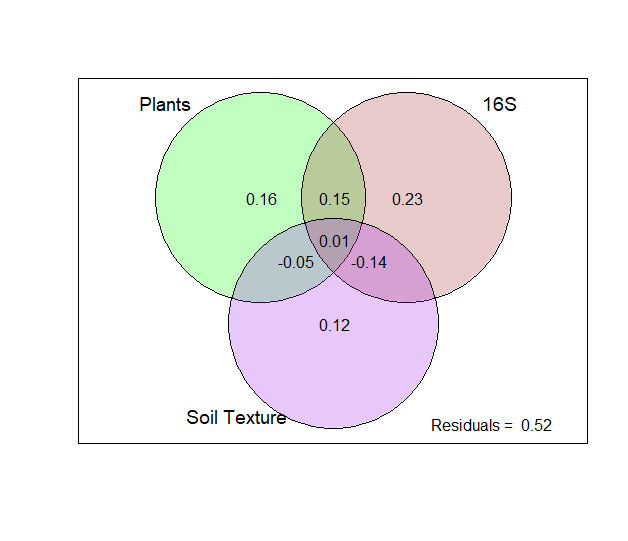 Plants
16S
0.16
0.15
0.23
0.01
-0.05
-0.14
0.12
Soil Texture
Residuals = 0.52